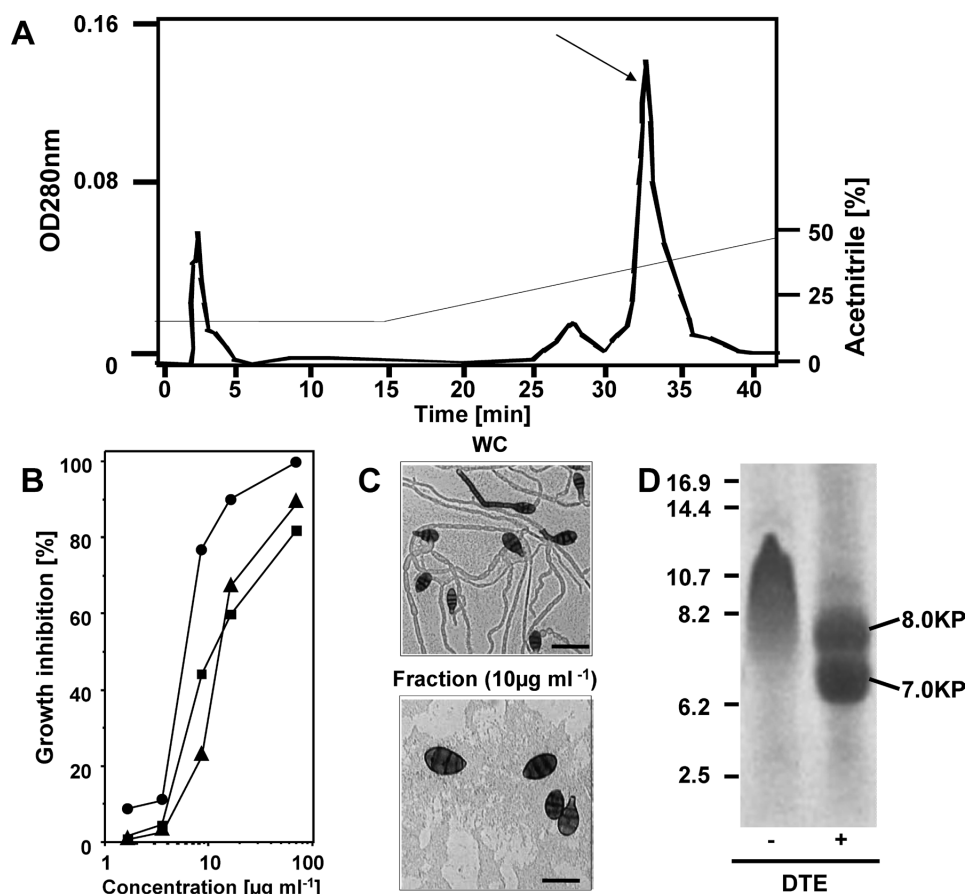 A
0.16
0.08
0
OD280nm
50
25
0
Acetnitrile [%]
0 5 10 15 20 25 30 35 40
Time [min]
B
100
80
60
40
20
0
Growth inhibition [%]
1 10 100
Concentration [µg ml-1]
C
WC
Fraction (10µg ml -1)
D
16.9
14.4
10.7
8.2
6.2
2.5
8.0KP
7.0KP
- +
DTE